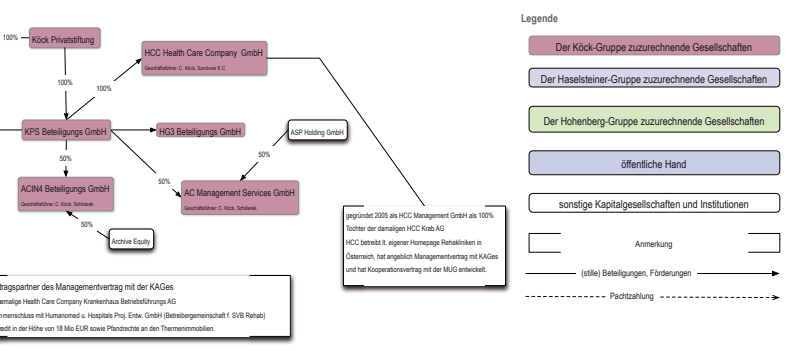 Legende
100%
Köck Privatstiftung
HCC Health Care Company GmbH
Geschäftsführer: C. Köck, Sundover E.C
100%
100%
KPS Beteiligungs GmbH
HG3 Beteiligungs GmbH
ASP Holding GmbH
50%
50%
50%
ACIN4 Beteiligungs GmbH
Geschäftsführer: C. Köck, Schklarek
AC Management Services GmbH
Geschäftsführer: C. Köck, Schklarek
50%
Archive Equity
gegründet 2005 als HCC Management GmbH als 100%
Tochter der damaligen HCC Krab AG
HCC betreibt lt. eigener Homepage Rehakliniken in
Österreich, hat angeblich Managementvertrag mit KAGes
und hat Kooperationsvertrag mit der MUG entwickelt.
tragspartner des Managementvertrag mit der KAGes
emalige Health Care Company Krankenhaus Betriebsführungs AG
mmenschluss mit Humanomed u. Hospitals Proj. Entw. GmbH (Betreibergemeinschaft f. SVB Rehab)
redit in der Höhe von 18 Mio EUR sowie Pfandrechte an den Thermenimmobilien.
Der Köck-Gruppe zuzurechnende Gesellschaften
Der Haselsteiner-Gruppe zuzurechnende Gesellschaften
Der Hohenberg-Gruppe zuzurechnende Gesellschaften
öffentliche Hand
sonstige Kapitalgesellschaften und Institutionen
Anmerkung
(stille) Beteiligungen, Förderungen
Pachtzahlung